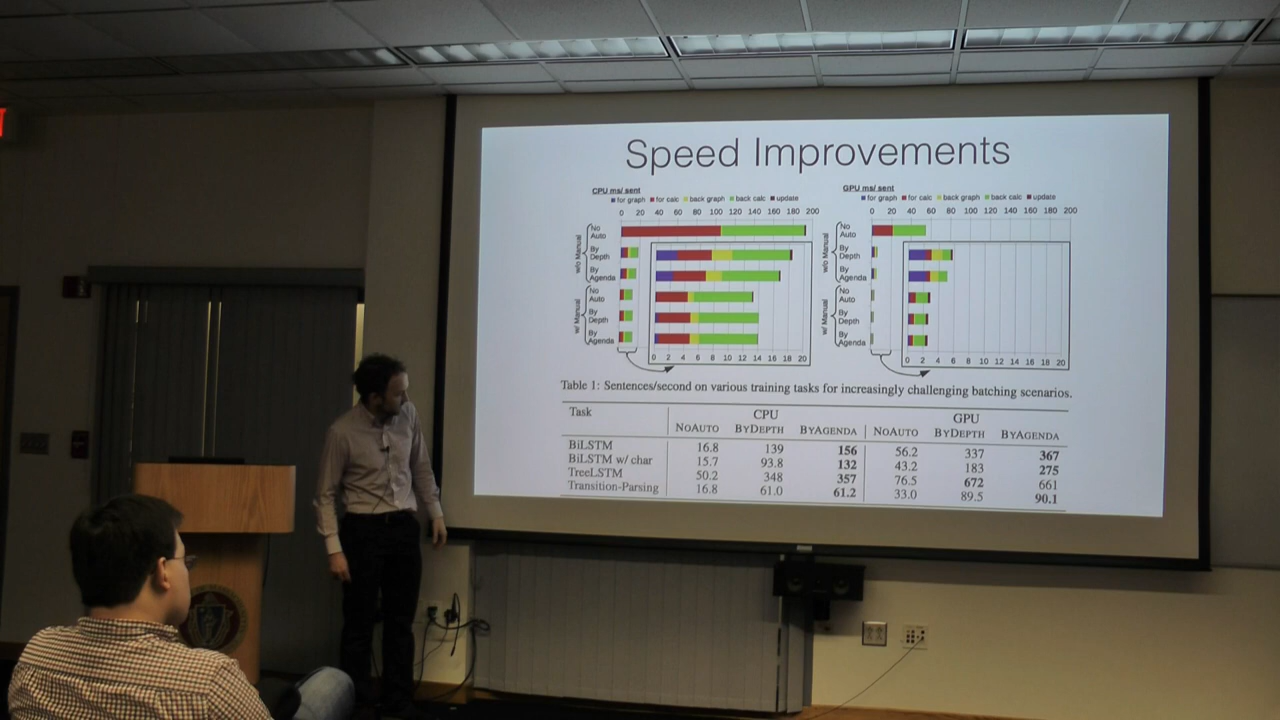 Speed Improvements
CPU ms/ sent
for graph for calc back graph back calc update
0 20 40 60 80 100 120 140 160 180 200
w/o Manual
No Auto
By Depth
By Agenda
w/ Manual
No Auto
By Depth
By Agenda
0 2 4 6 8 10 12 14 16 18 20
GPU ms/ sent
for graph for calc back graph back calc update
0 20 40 60 80 100 120 140 160 180 200
w/o Manual
No Auto
By Depth
By Agenda
w/ Manual
No Auto
By Depth
By Agenda
0 2 4 6 8 10 12 14 16 18 20
Table 1: Sentences/second on various training tasks for increasingly challenging batching scenarios.
Task CPU GPU
NOAUTO BYDEPTH BYAGENDA NOAUTO BYDEPTH BYAGENDA
BiLSTM 16.8 139 156 56.2 337 367
BiLSTM w/ char 15.7 93.8 132 43.2 183 275
TreeLSTM 50.2 348 357 76.5 672 661
Transition-Parsing 16.8 61.0 61.2 33.0 89.5 90.1